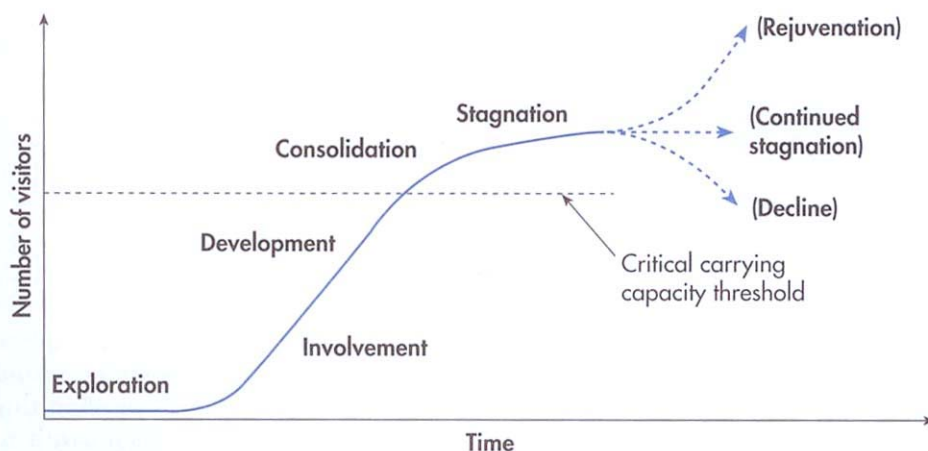 (Rejuvenation)
Stagnation
(Continued
stagnation)
Consolidation
(Decline)
Development
Critical carrying
capacity threshold
Involvement
Exploration
Number of visitors
Time